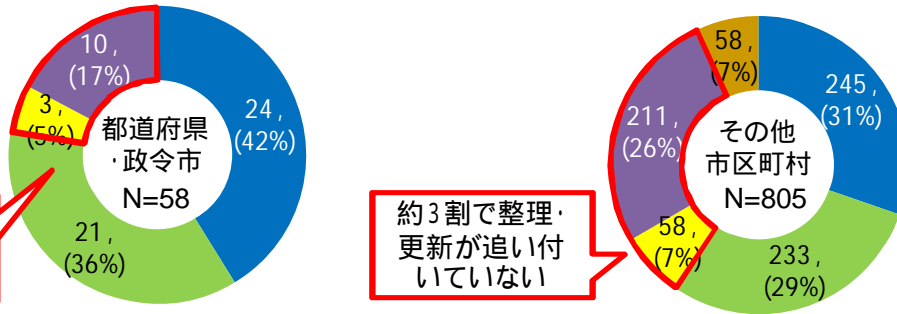 10,
(17%)
3,
(5%)
24,
(42%)
都道府県
・政令市
N=58
21,
(36%)
58,
(7%)
245,
(31%)
211,
(26%)
その他
市区町村
N=805
約3割で整理・
更新が追い付
いていない
58,
(7%)
233,
(29%)